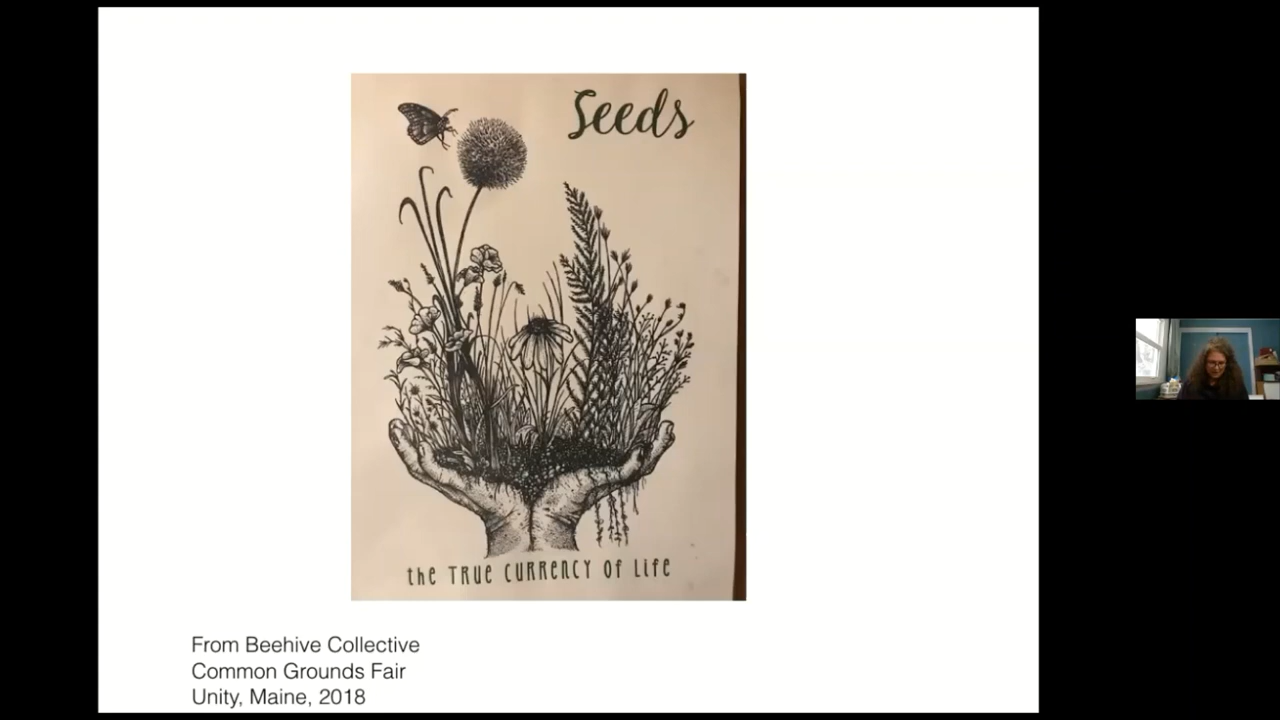 Seeds
the TRUE CURRENCY of Life
From Beehive Collective
Common Grounds Fair
Unity, Maine, 2018